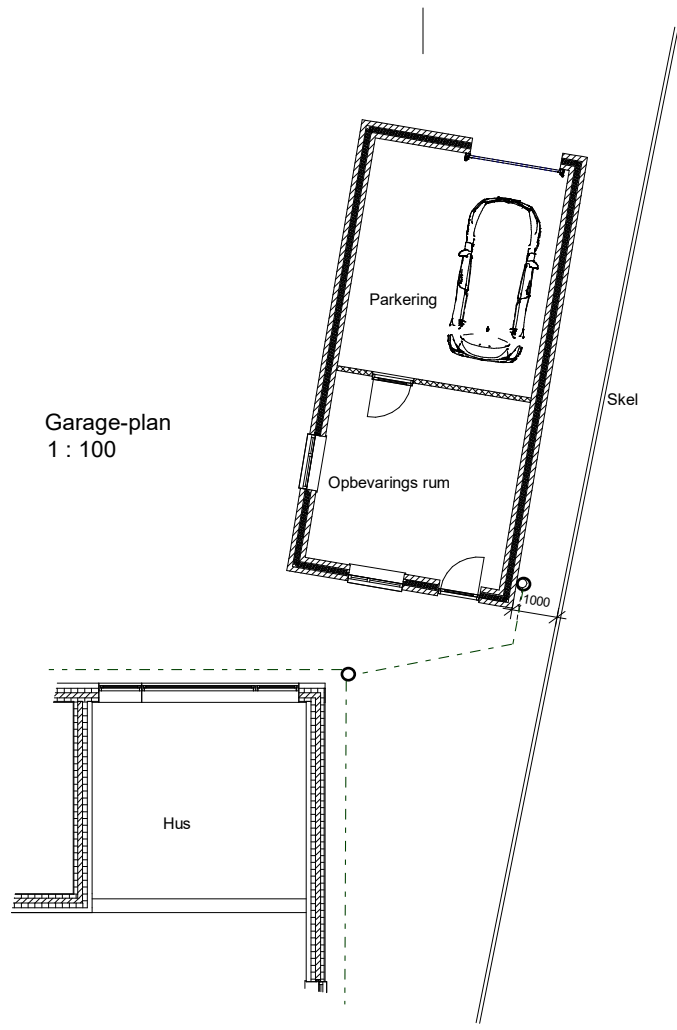 Parkering
Skel
Garage-plan
1 : 100
Opbevarings rum
1000
Hus